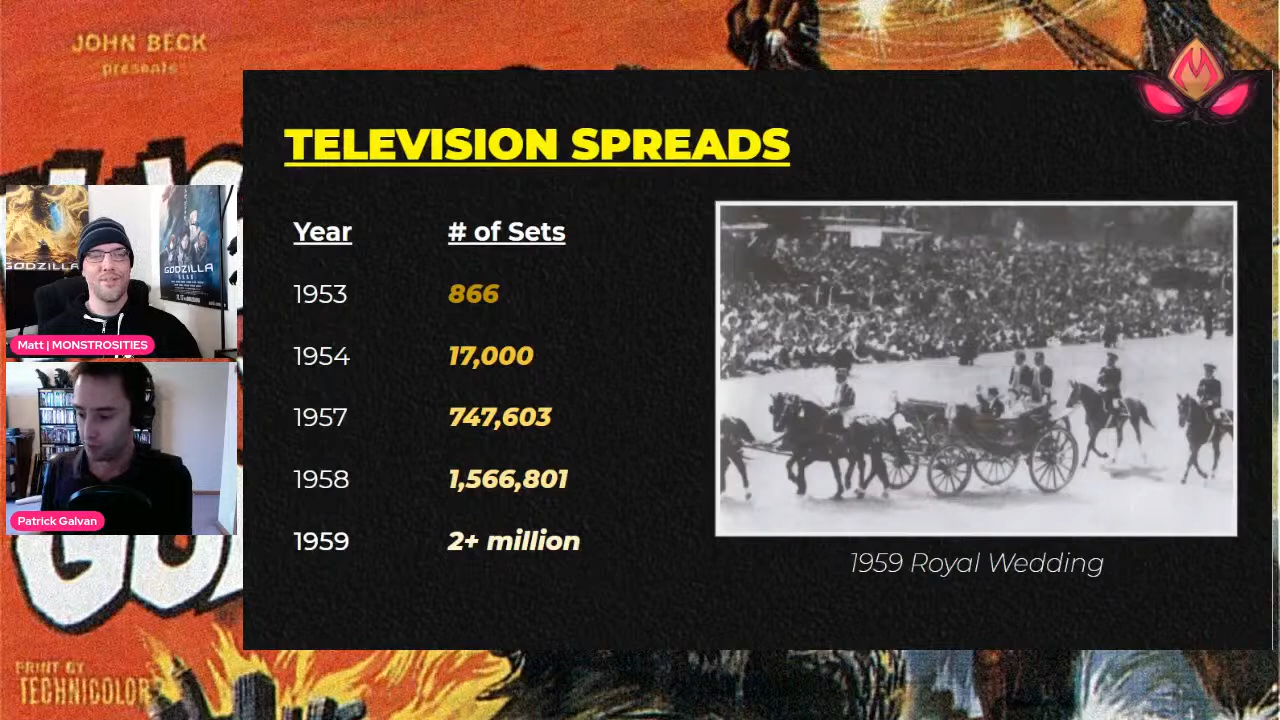 JOHN BECK
presents
TELEVISION SPREADS
Year # of Sets
1953 866
1954 17,000
1957 747,603
1958 1,566,801
1959 2+ million
1959 Royal Wedding
GODZILLA
GODZILLA
Matt | MONSTROSITIES
Patrick Galvan
PRINT BY
TECHNICOLOR